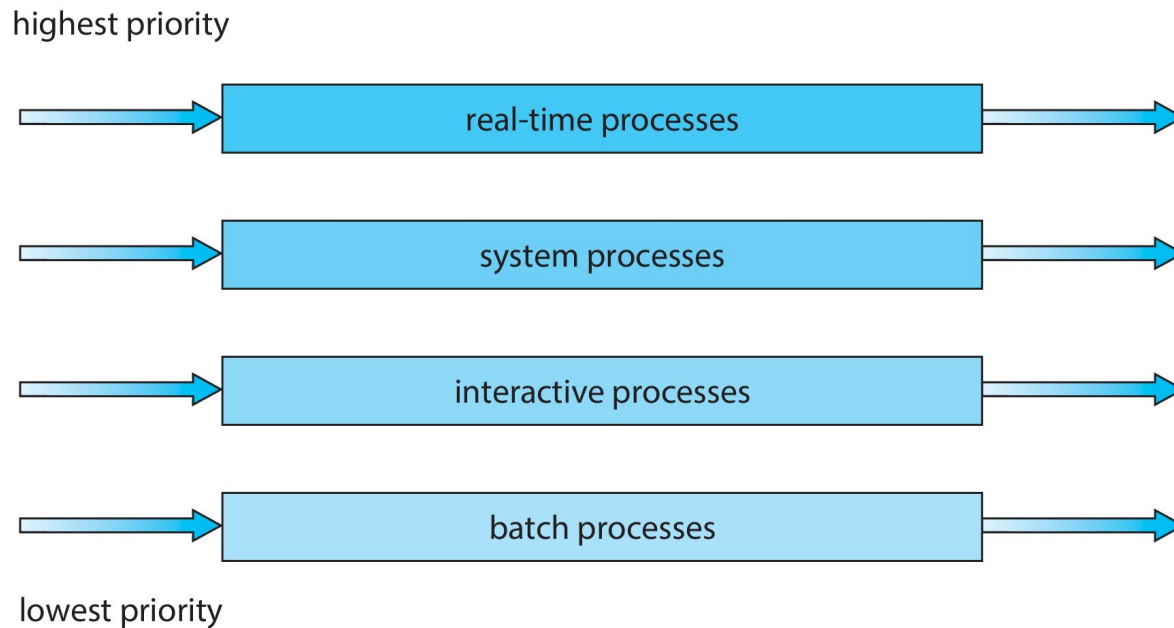 highest priority
real-time processes
system processes
interactive processes
batch processes
lowest priority